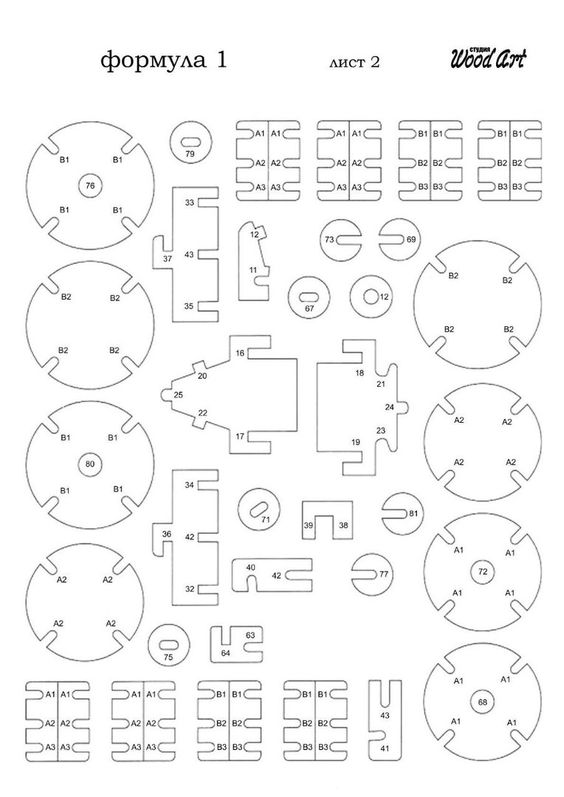 формула 1
лист 2
студия
Wood Art
79
A1 A1
A2 A2
A3 A3
A1 A1
A2 A2
A3 A3
B1 B1
B2 B2
B3 B3
B1 B1
B2 B2
B3 B3
B1 B1
76
B1 B1
33
37 43
35
12
11
73
69
67
12
B2 B2
B2 B2
B2 B2
B2 B2
16
20
25
22
17
18
21
24
23
19
B1 B1
80
B1 B1
A2 A2
A2 A2
34
36 42
32
71
39 38
81
A1 A1
72
A1 A1
40
42
77
A2 A2
A2 A2
75
63
64
A1 A1
68
A1 A1
A1 A1
A2 A2
A3 A3
A1 A1
A2 A2
A3 A3
B1 B1
B2 B2
B3 B3
B1 B1
B2 B2
B3 B3
43
41